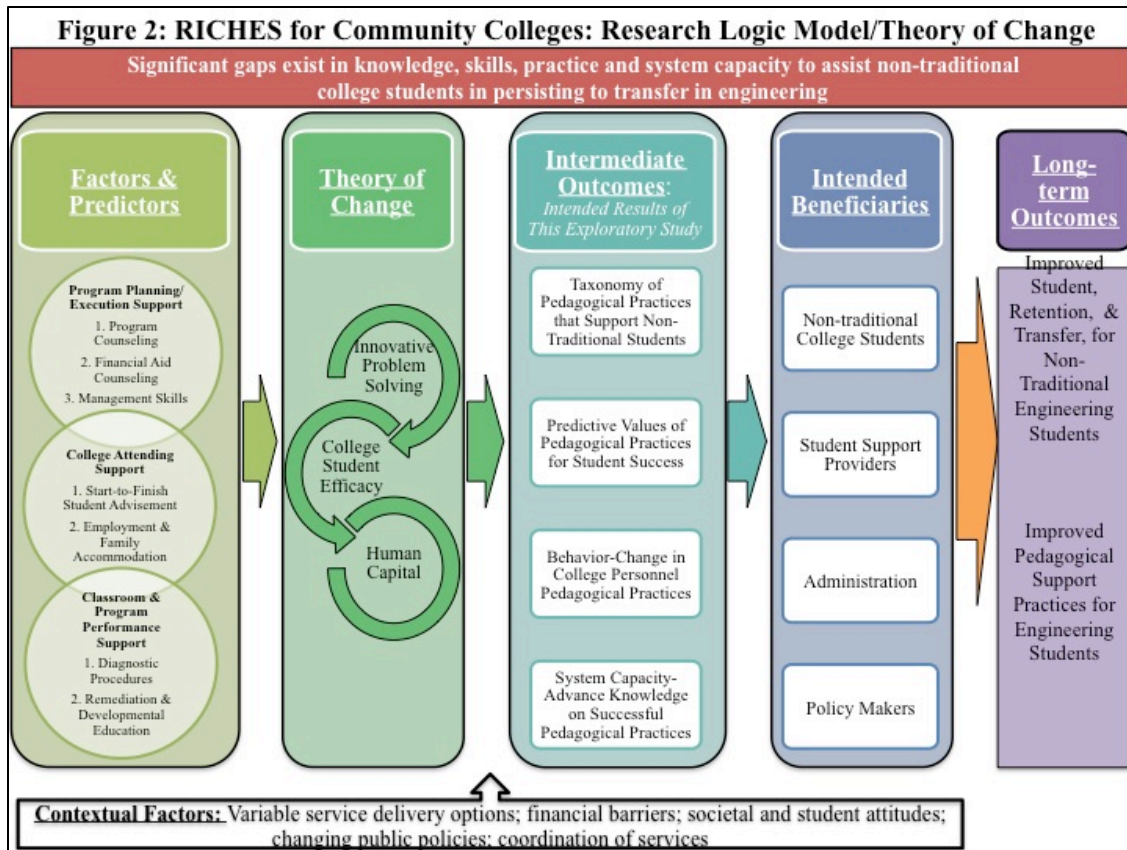 Figure 2: RICHES for Community Colleges: Research Logic Model/Theory of Change
Significant gaps exist in knowledge, skills, practice and system capacity to assist non-traditional
college students in persisting to transfer in engineering
Factors &
Predictors
Program Planning/
Execution Support
1. Program
Counseling
2. Financial Aid
Counseling
3. Management Skills
College Attending
Support
1. Start-to-Finish
Student Advisement
2. Employment &
Family
Accommodation
Classroom &
Program
Performance
Support
1. Diagnostic
Procedures
2. Remediation &
Developmental
Education
Theory of
Change
Innovative
Problem
Solving
College
Student
Efficacy
Human
Capital
Intermediate
Outcomes:
Intended Results of
This Exploratory Study
Taxonomy of
Pedagogical Practices
that Support Non-
Traditional Students
Predictive Values of
Pedagogical Practices
for Student Success
Behavior-Change in
College Personnel
Pedagogical Practices
System Capacity-
Advance Knowledge
on Successful
Pedagogical Practices
Intended
Beneficiaries
Non-traditional
College Students
Student Support
Providers
Administration
Policy Makers
Long-
term
Outcomes
Improved
Student,
Retention, &
Transfer, for
Non-
Traditional
Engineering
Students
Improved
Pedagogical
Support
Practices for
Engineering
Students
Contextual Factors: Variable service delivery options; financial barriers; societal and student attitudes;
changing public policies; coordination of services